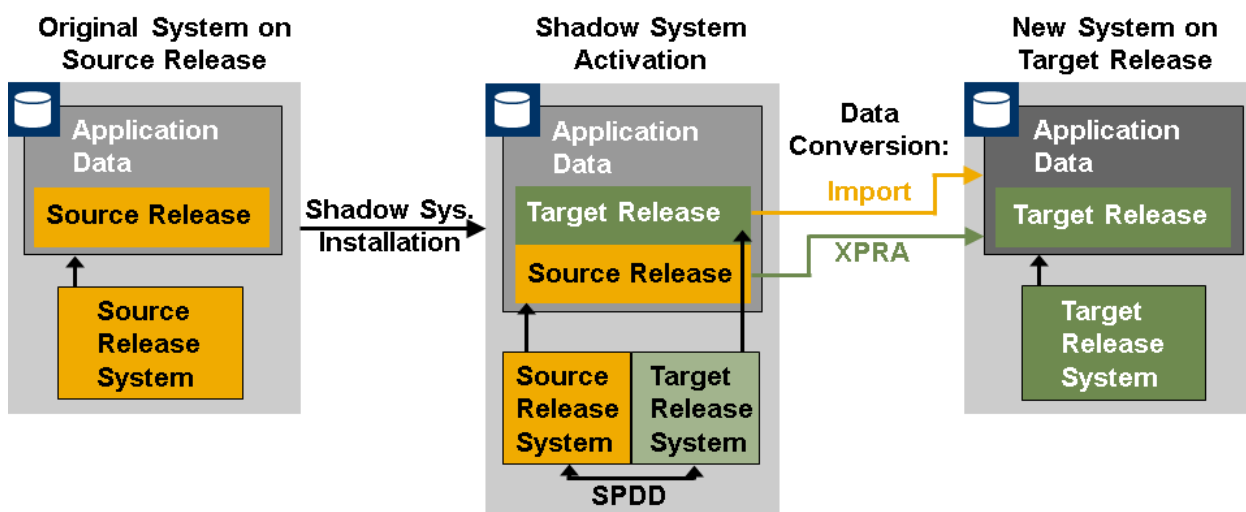 Original System on
Source Release
Application
Data
Source Release
Source
Release
System
Shadow Sys.
Installation
Shadow System
Activation
Application
Data
Target Release
Source Release
Source
Release
System
Target
Release
System
SPDD
Data
Conversion:
Import
XPRA
New System on
Target Release
Application
Data
Target Release
Target
Release
System